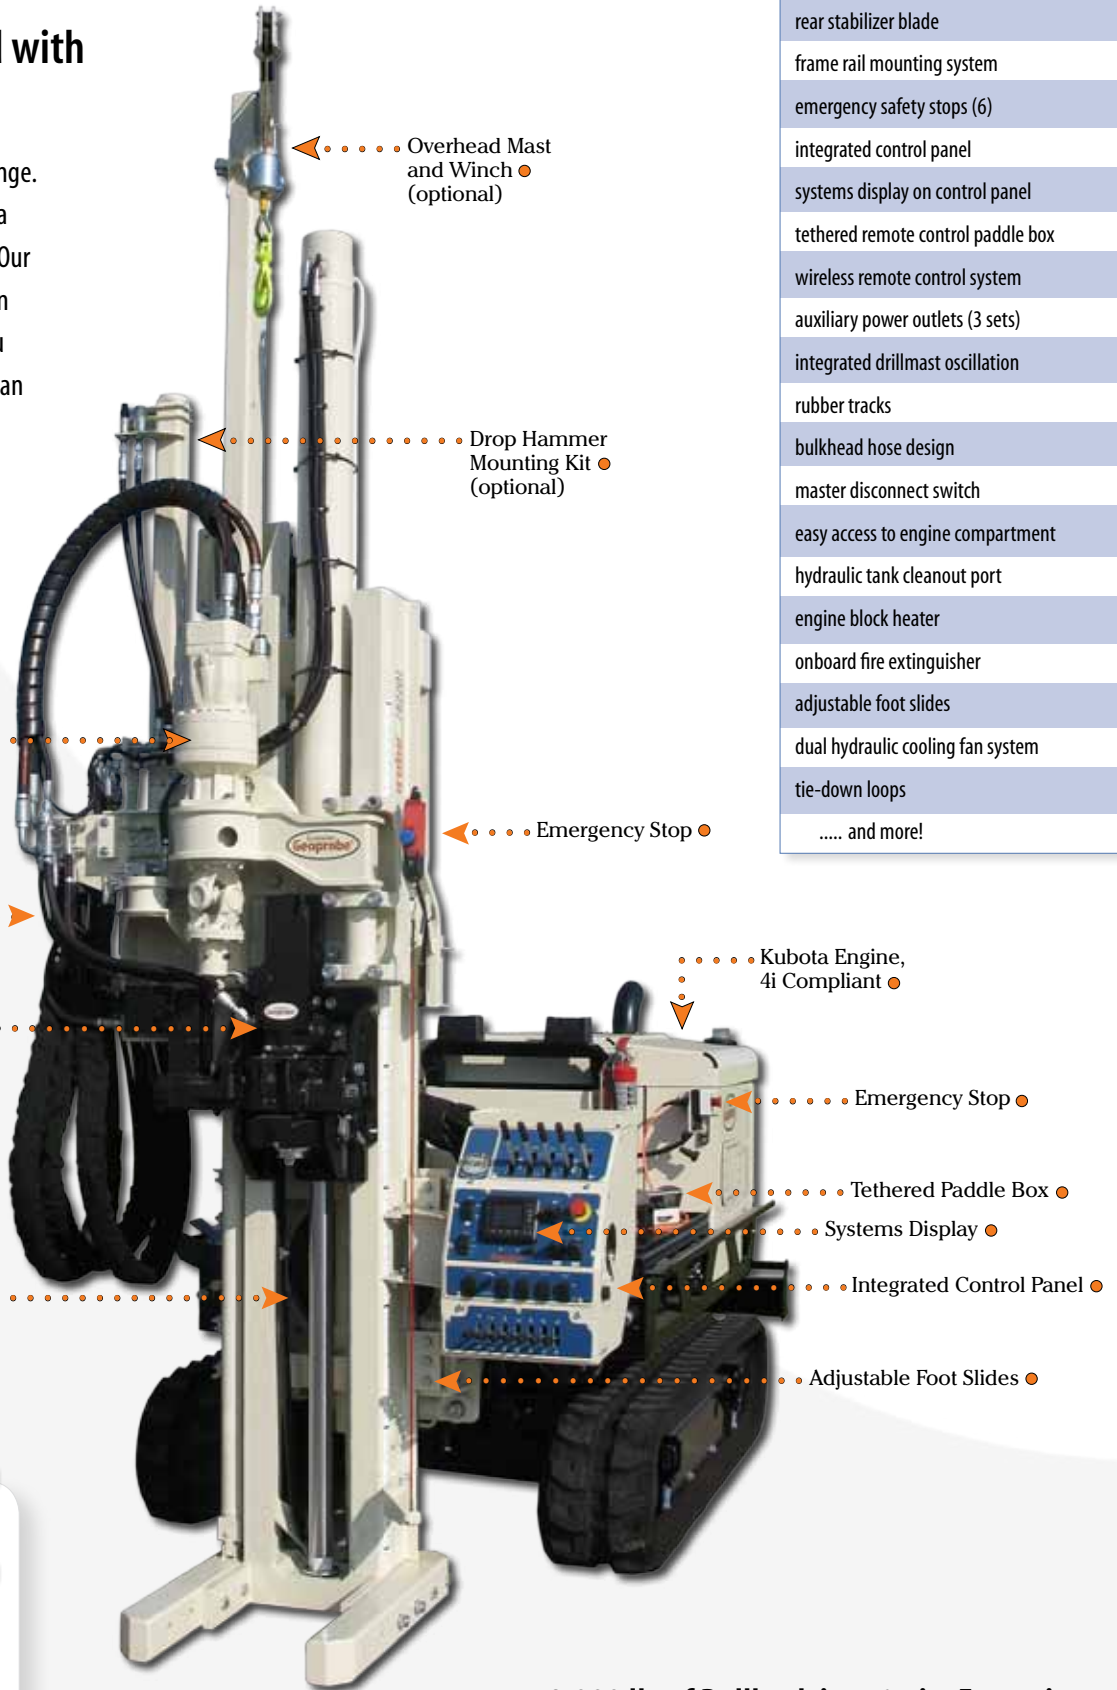 with
nge.
a
Our
n
u
an
Overhead Mast
and Winch
(optional)
Drop Hammer
Mounting Kit
(optional)
Geoprobe
Emergency Stop
Kubota Engine,
4i Compliant
Emergency Stop
Tethered Paddle Box
Systems Display
Integrated Control Panel
Adjustable Foot Slides
rear stabilizer blade
frame rail mounting system
emergency safety stops (6)
integrated control panel
systems display on control panel
tethered remote control paddle box
wireless remote control system
auxiliary power outlets (3 sets)
integrated drillmast oscillation
rubber tracks
bulkhead hose design
master disconnect switch
easy access to engine compartment
hydraulic tank cleanout port
engine block heater
onboard fire extinguisher
adjustable foot slides
dual hydraulic cooling fan system
tie-down loops
..... and more!